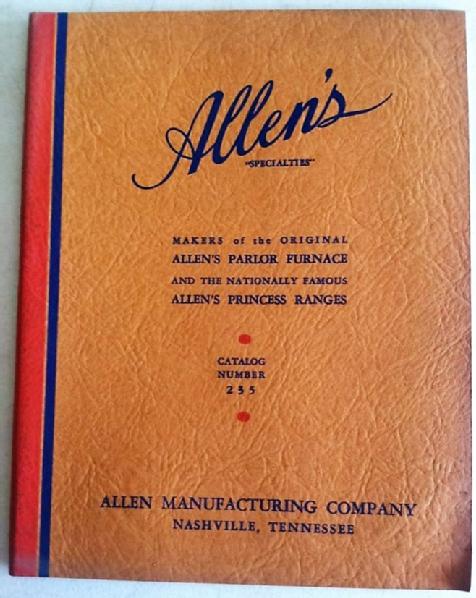 Allen's
"SPECIALTIES"
MAKERS of the ORIGINAL
ALLEN'S PARLOR FURNACE
AND THE NATIONALLY FAMOUS
ALLEN'S PRINCESS RANGES
CATALOG
NUMBER
235
ALLEN MANUFACTURING COMPANY
NASHVILLE, TENNESSEE